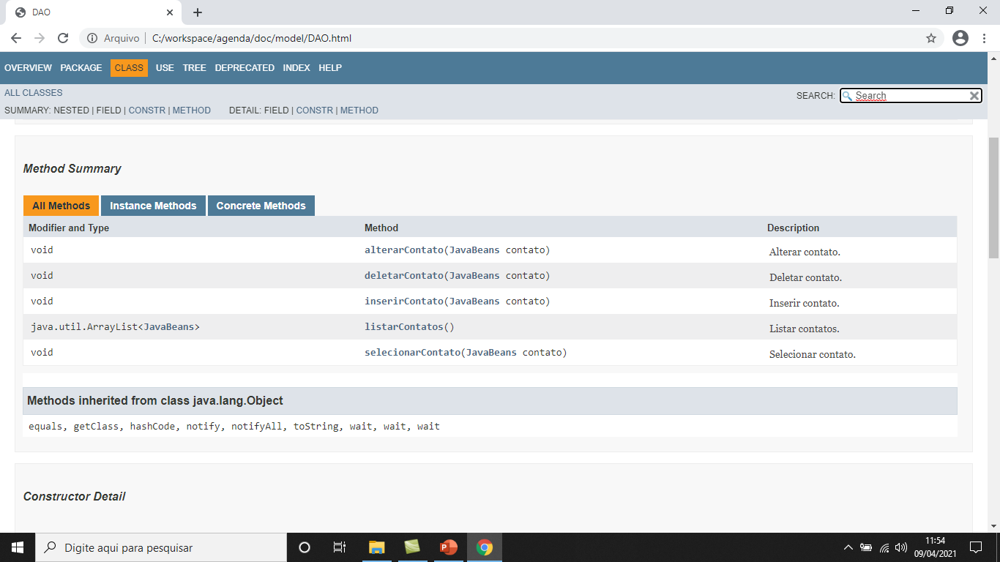 DAO
Arquivo C:/workspace/agenda/doc/model/DAO.html
OVERVIEW PACKAGE CLASS USE TREE DEPRECATED INDEX HELP
ALL CLASSES
SEARCH: Search
SUMMARY: NESTED | FIELD | CONSTR | METHOD DETAIL: FIELD | CONSTR | METHOD
Method Summary
All Methods Instance Methods Concrete Methods
Modifier and Type Method Description
void alterarContato(JavaBeans contato) Alterar contato.
void deletarContato(JavaBeans contato) Deletar contato.
void inserirContato(JavaBeans contato) Inserir contato.
java.util.ArrayList<JavaBeans> listarContatos() Listar contatos.
void selecionarContato(JavaBeans contato) Selecionar contato.
Methods inherited from class java.lang.Object
equals, getClass, hashCode, notify, notifyAll, toString, wait, wait, wait
Constructor Detail
Digite aqui para pesquisar
11:54
09/04/2021